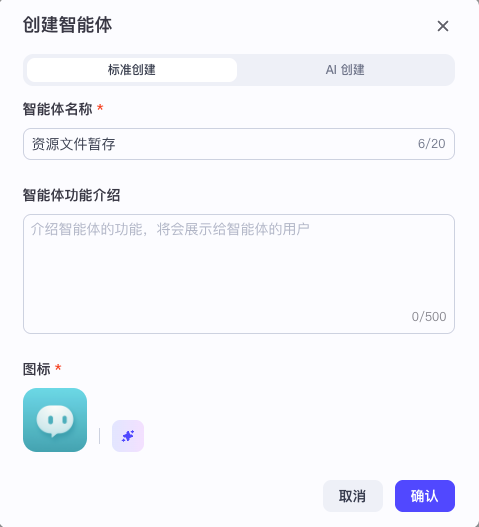 创建智能体
标准创建
AI 创建
智能体名称 *
资源文件暂存
6/20
智能体功能介绍
介绍智能体的功能，将会展示给智能体的用户
0/500
图标 *
取消
确认